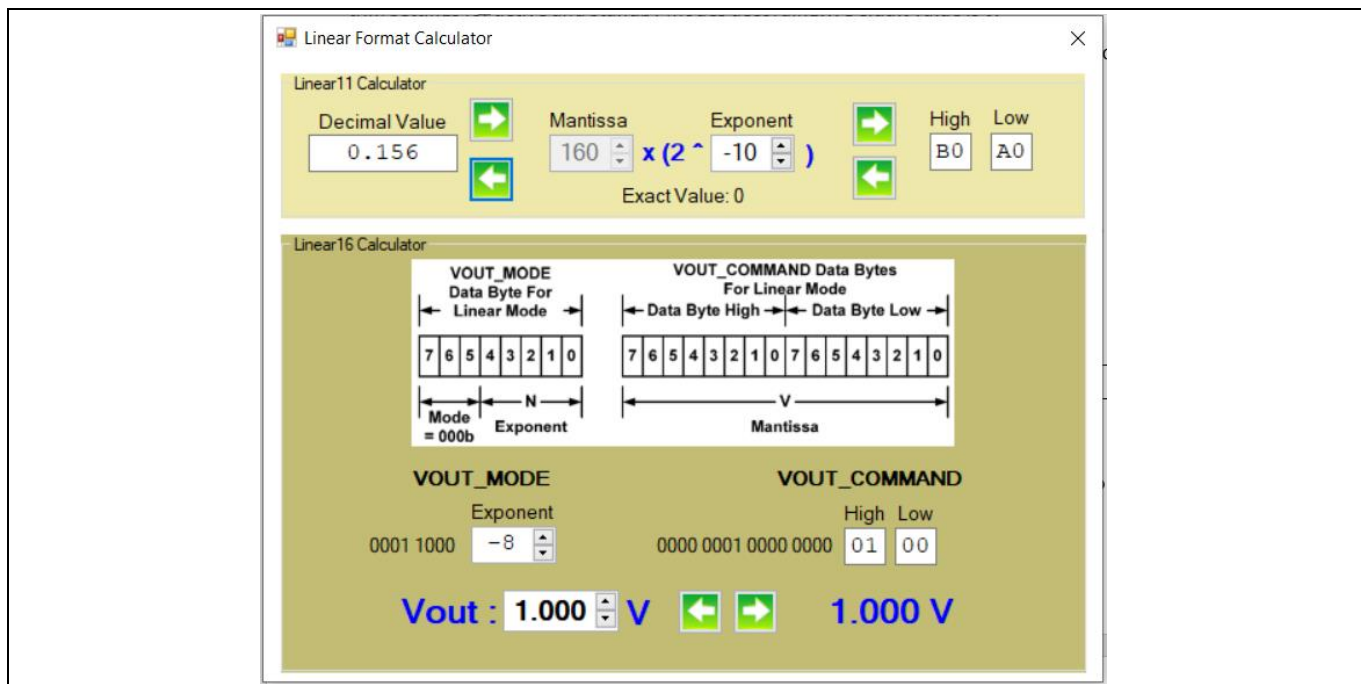 Linear Format Calculator
Linear11 Calculator
Decimal Value Mantissa Exponent High Low
0.156 160 x (2 ^ -10 ) B0 A0
Exact Value: 0
Linear16 Calculator
VOUT_MODE VOUT_COMMAND Data Bytes
Data Byte For For Linear Mode
Linear Mode Data Byte High Data Byte Low
7 6 5 4 3 2 1 0 7 6 5 4 3 2 1 0 7 6 5 4 3 2 1 0
N V
Mode Exponent Mantissa
= 000b
VOUT_MODE VOUT_COMMAND
Exponent High Low
0001 1000 -8 0000 0001 0000 0000 01 00
Vout : 1.000 V 1.000 V